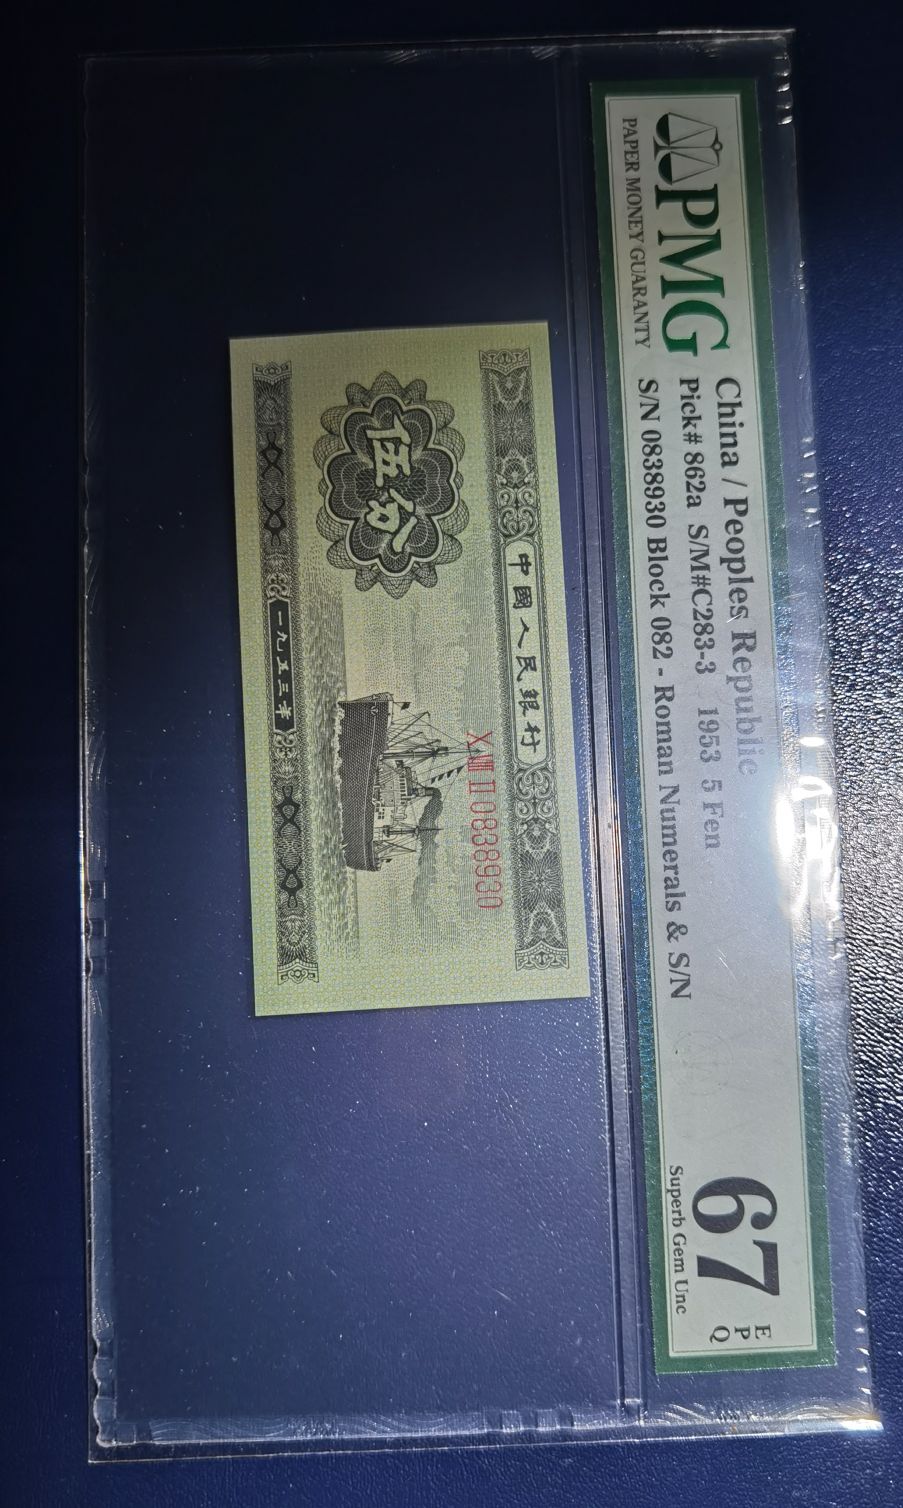 PMG
PAPER MONEY GUARANTY
China / Peoples Republic
Pick# 862a S/M#C283-3 1953 5 Fen
S/N 0838930 Block 082 - Roman Numerals & S/N
67
EPQ
Superb Gem Unc
中國人民銀行
X Ⅷ Ⅱ 0838930
伍分
一九五三年